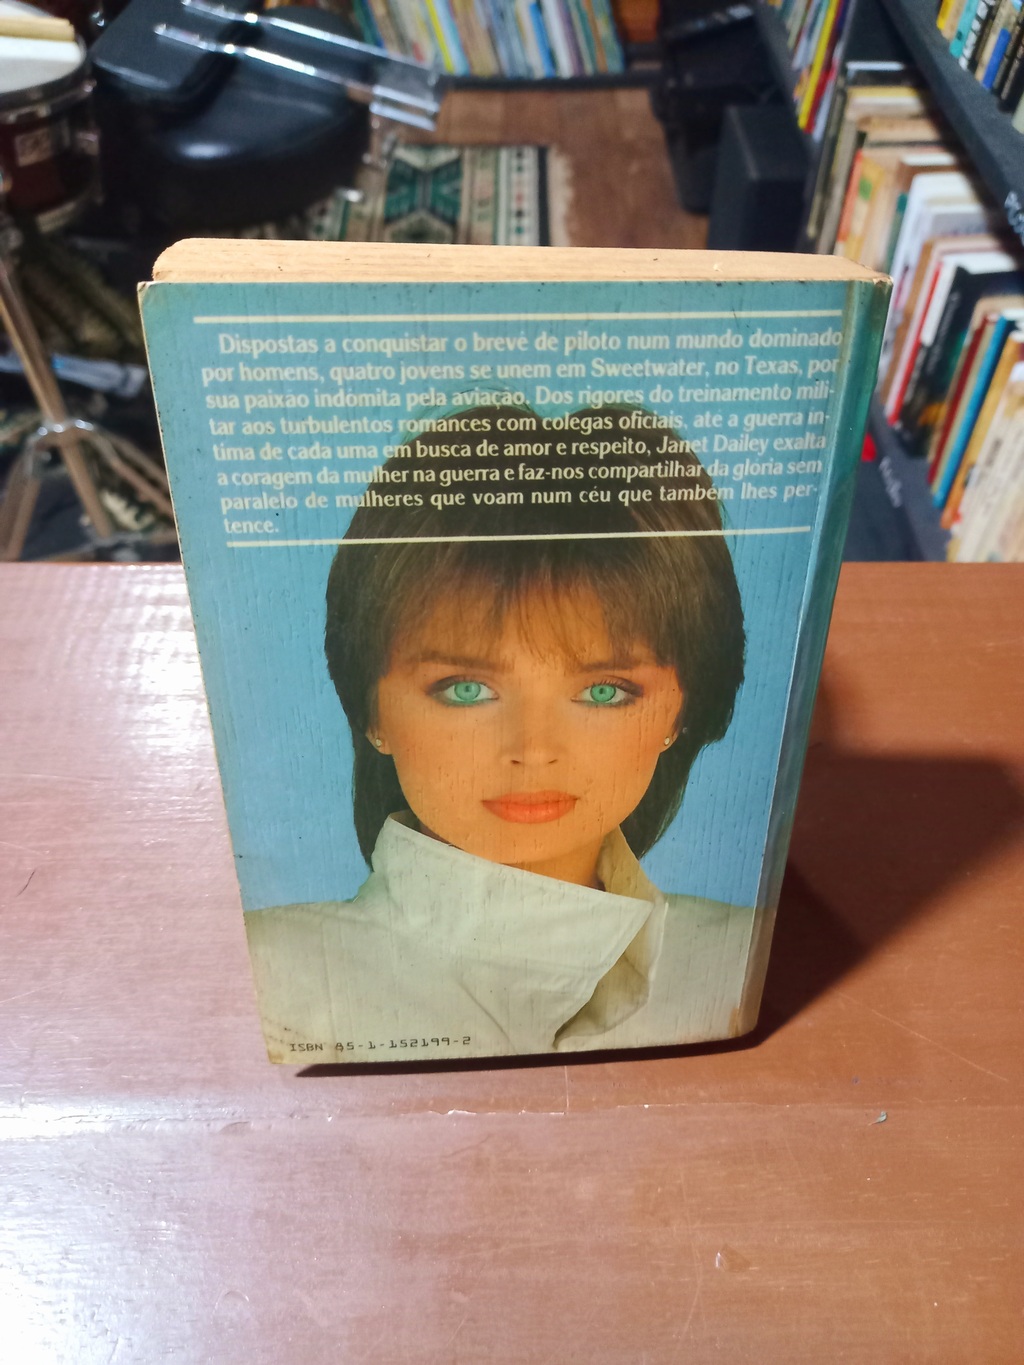 Dispostas a conquistar o brevê de piloto num mundo dominado
por homens, quatro jovens se unem em Sweetwater, no Texas, por
sua paixão indômita pela aviação. Dos rigores do treinamento mili-
tar aos turbulentos romances com colegas oficiais, até a guerra ín-
tima de cada uma em busca de amor e respeito, Janet Dailey exalta
a coragem da mulher na guerra e faz-nos compartilhar da glória sem
paralelo de mulheres que voam num céu que também lhes per-
tence.
ISBN 85-1-152199-2